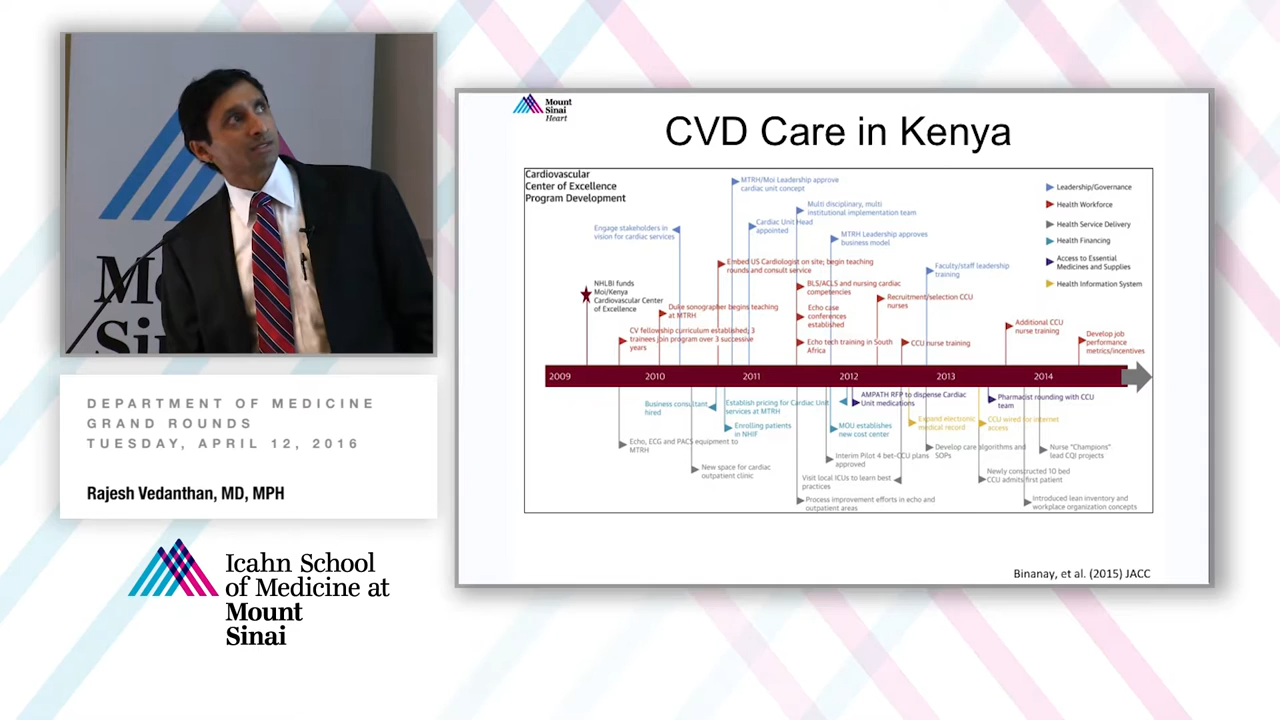 M
Sin
DEPARTMENT OF MEDICINE
GRAND ROUNDS
TUESDAY, APRIL 12, 2016
Rajesh Vedanthan, MD, MPH
Icahn School
of Medicine at
Mount
Sinai
Mount
Sinai
Heart
CVD Care in Kenya
Cardiovascular
Center of Excellence
Program Development
MTRH/Moi Leadership approve
cardiac unit concept
Multi disciplinary, multi
institutional implementation team
Engage stakeholders in
vision for cardiac services
Cardiac Unit Head
appointed
MTRH Leadership approves
business model
Embed US Cardiologist on site; begin teaching
rounds and consult service
Faculty/staff leadership
training
NHLBI funds
Moi/Kenya
Cardiovascular Center
of Excellence
BLS/ACLS and nursing cardiac
competencies
Recruitment/selection CCU
nurses
Duke sonographer begins teaching
at MTRH
Echo case
conferences
established
CV fellowship curriculum established; 3
trainees join program over 3 successive
years
Echo tech training in South
Africa
CCU nurse training
Additional CCU
nurse training
Develop job
performance
metrics/incentives
Leadership/Governance
Health Workforce
Health Service Delivery
Health Financing
Access to Essential
Medicines and Supplies
Health Information System
2009 2010 2011 2012 2013 2014
Business consultant
hired
Establish pricing for Cardiac Unit
services at MTRH
AMPATH RFP to dispense Cardiac
Unit medications
Pharmacist rounding with CCU
team
Enrolling patients
in NHIF
MOU establishes
new cost center
Expand electronic
medical record
CCU wired for internet
access
Echo, ECG and PACS equipment to
MTRH
Interim Pilot 4 bet-CCU plans
approved
Develop care algorithms and
SOPs
Nurse "Champions"
lead CQI projects
New space for cardiac
outpatient clinic
Visit local ICUs to learn best
practices
Newly constructed 10 bed
CCU admits first patient
Process improvement efforts in echo and
outpatient areas
Introduced lean inventory and
workplace organization concepts
Binanay, et al. (2015) JACC